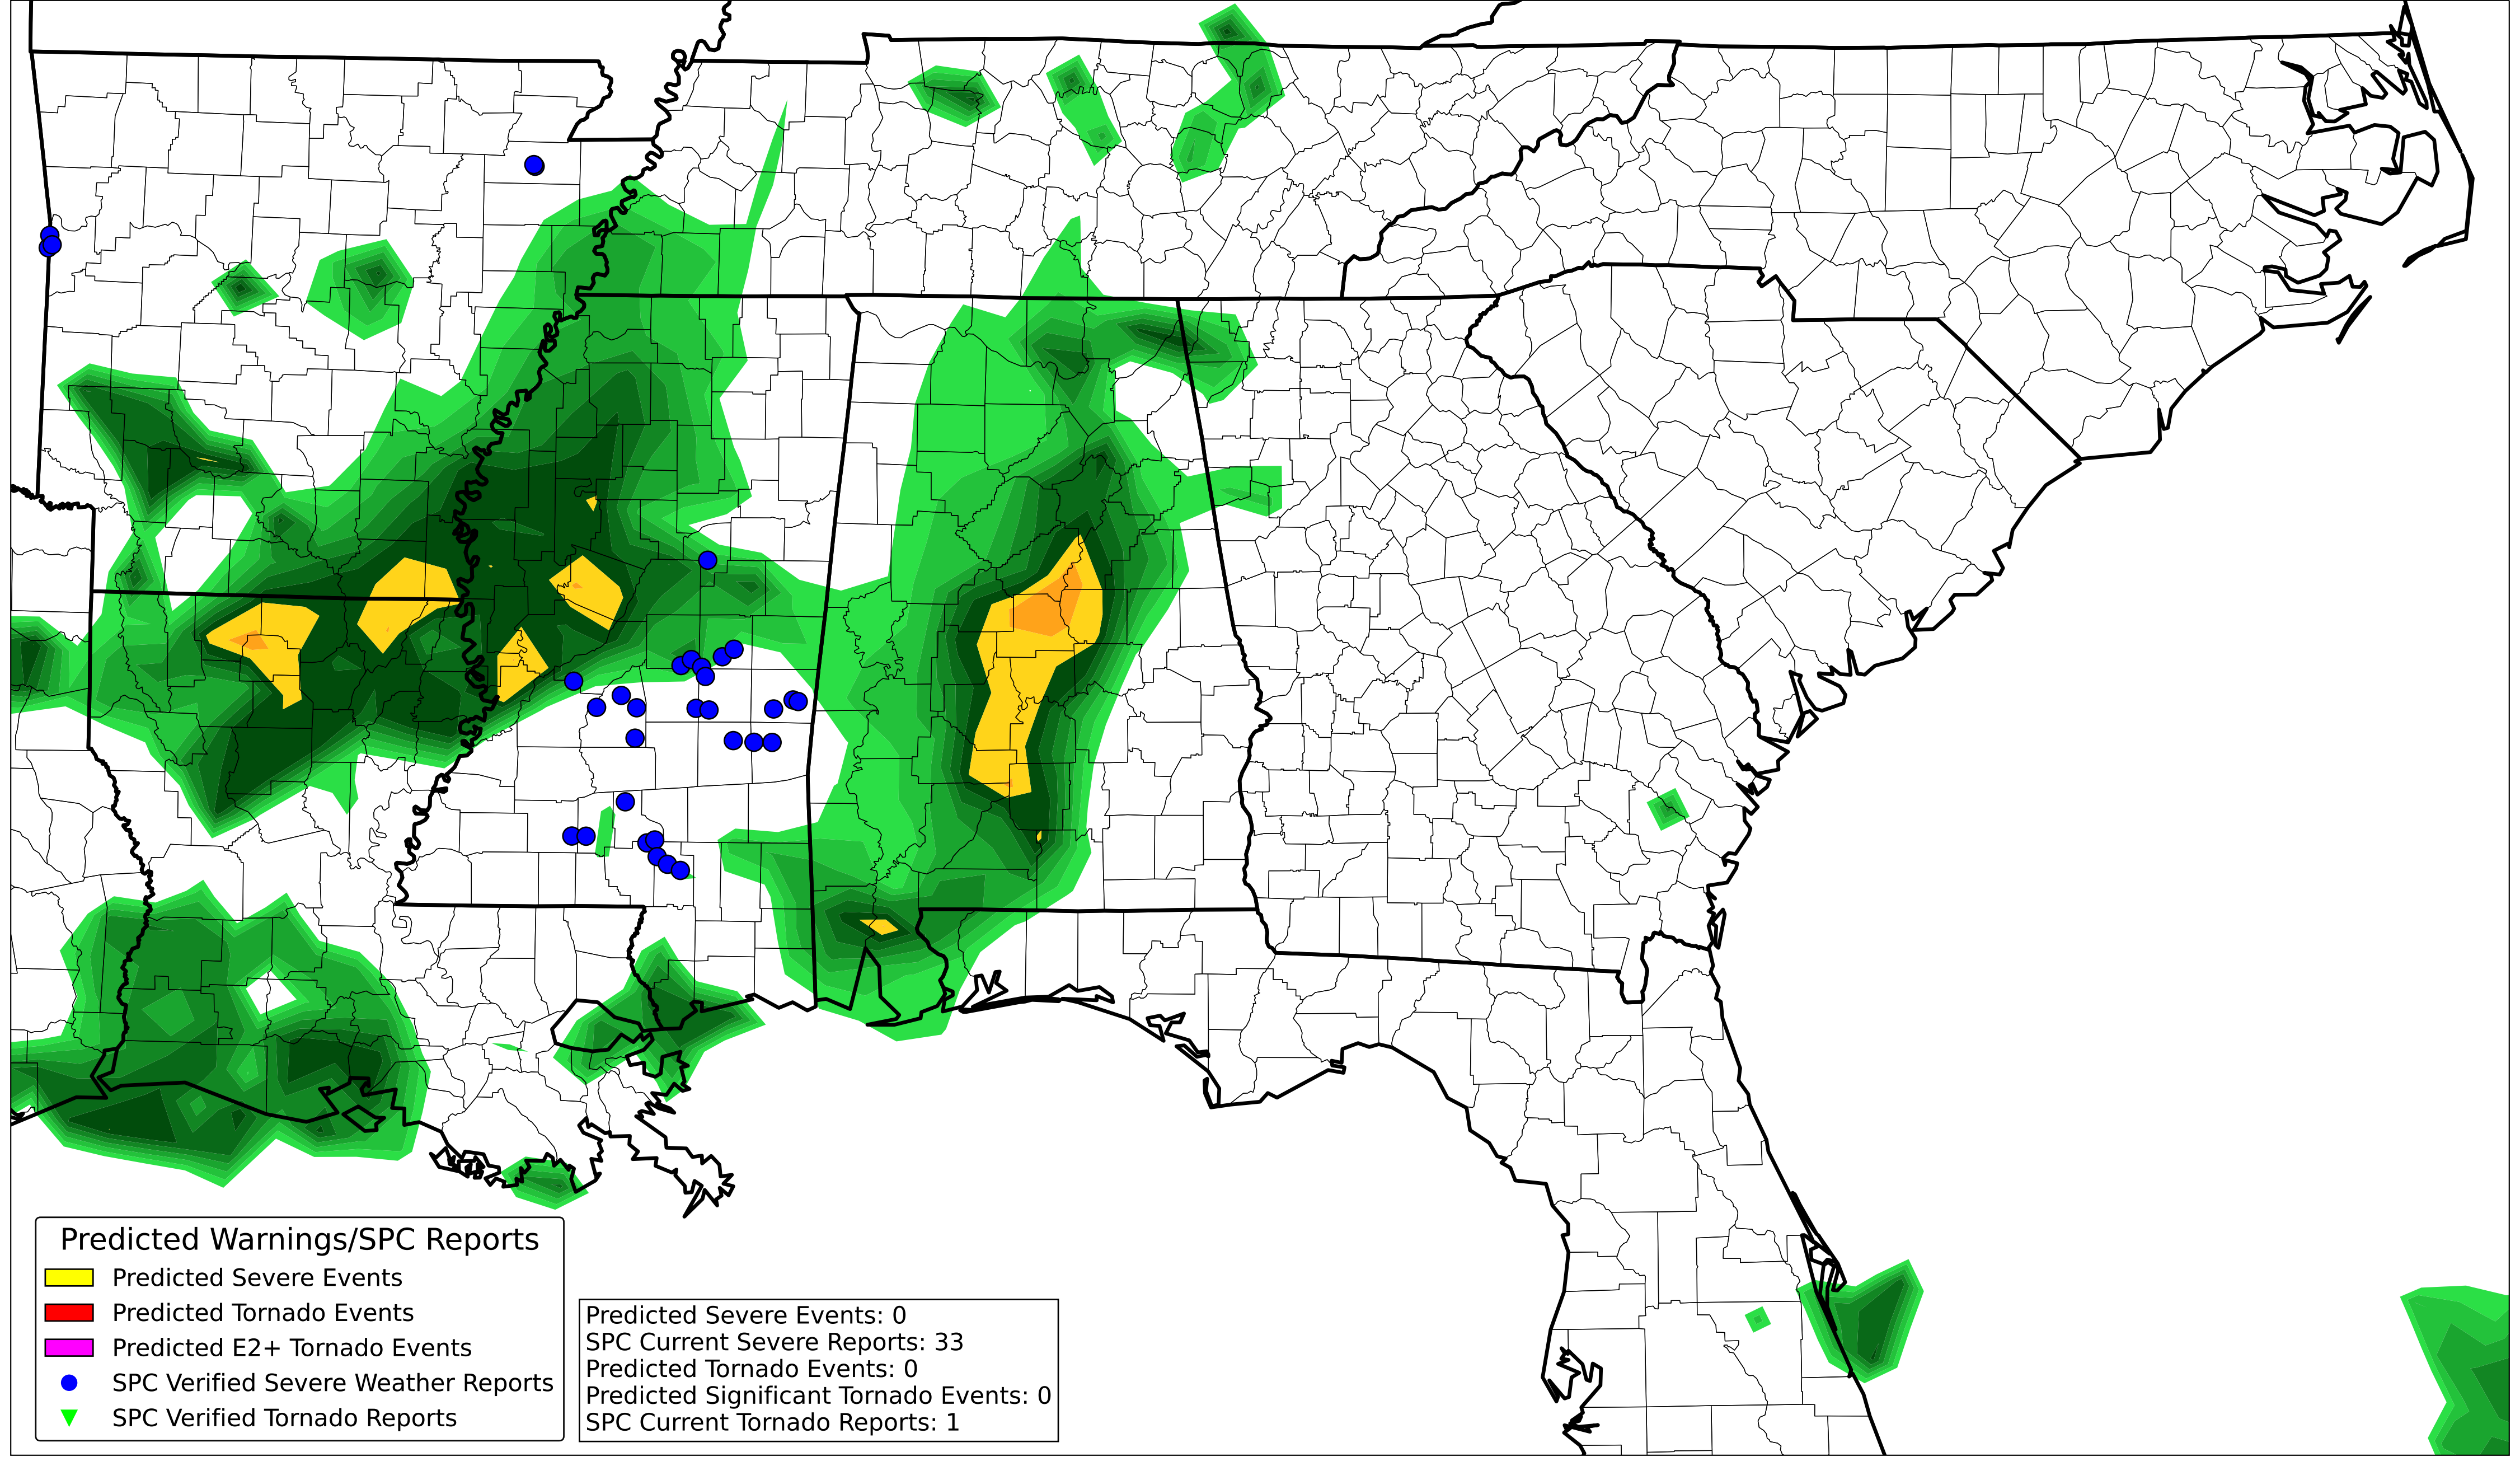 Predicted Warnings/SPC Reports
Predicted Severe Events
Predicted Tornado Events
Predicted E2+ Tornado Events
SPC Verified Severe Weather Reports
SPC Verified Tornado Reports
Predicted Severe Events: 0
SPC Current Severe Reports: 33
Predicted Tornado Events: 0
Predicted Significant Tornado Events: 0
SPC Current Tornado Reports: 1